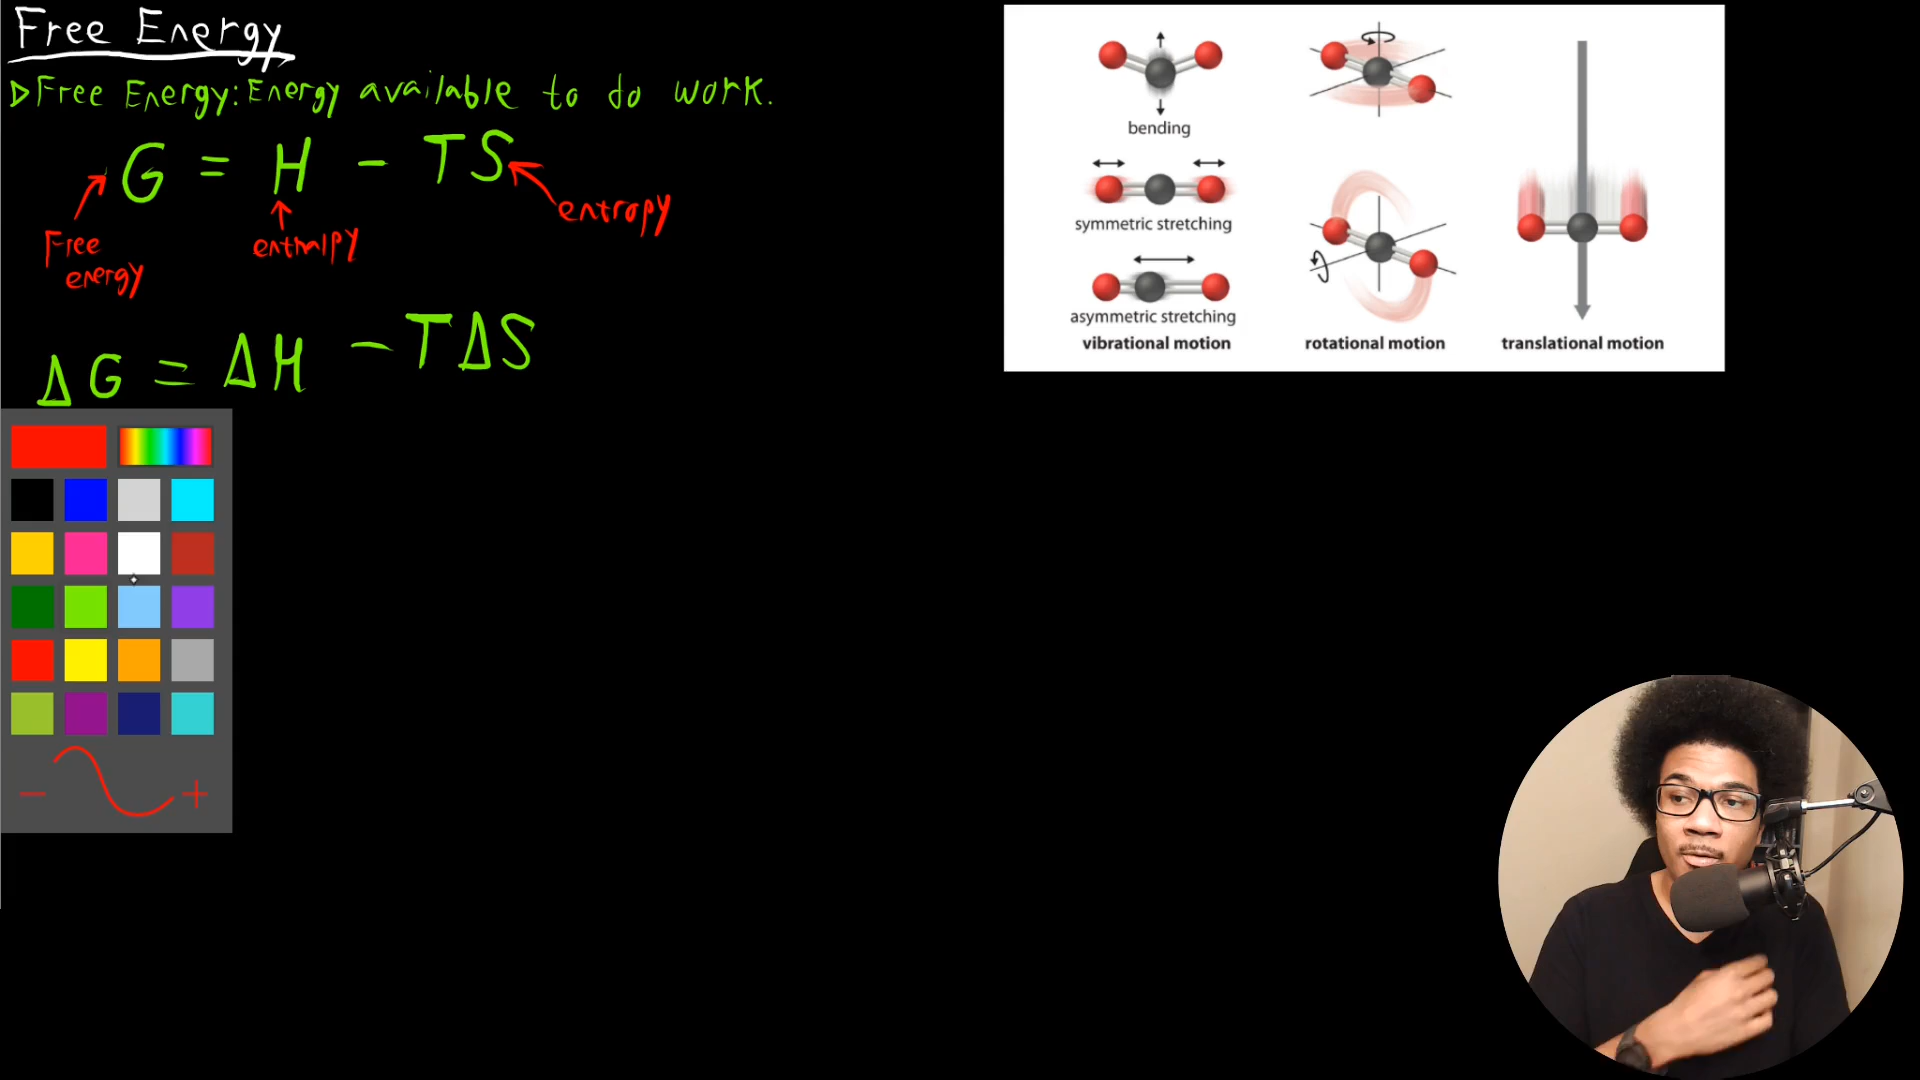 Free Energy
▷Free Energy: Energy available to do work.
G = H - TS
Free energy
enthalpy
entropy
ΔG = ΔH - TΔS
bending
symmetric stretching
asymmetric stretching
vibrational motion
rotational motion
translational motion